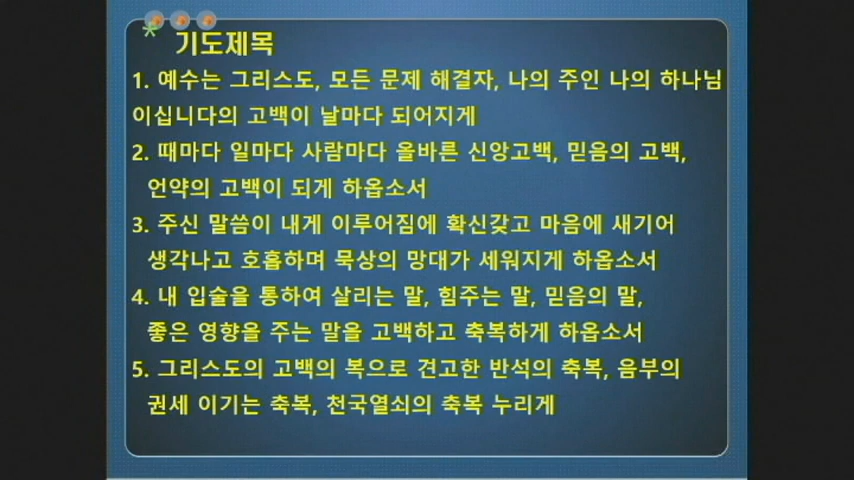 기도제목
1. 예수는 그리스도, 모든 문제 해결자, 나의 주인 나의 하나님
이십니다의 고백이 날마다 되어지게
2. 때마다 일마다 사람마다 올바른 신앙고백, 믿음의 고백,
언약의 고백이 되게 하옵소서
3. 주신 말씀이 내게 이루어짐에 확신갖고 마음에 새기어
생각나고 호흡하며 묵상의 망대가 세워지게 하옵소서
4. 내 입술을 통하여 살리는 말, 힘주는 말, 믿음의 말,
좋은 영향을 주는 말을 고백하고 축복하게 하옵소서
5. 그리스도의 고백의 복으로 견고한 반석의 축복, 음부의
권세 이기는 축복, 천국열쇠의 축복 누리게